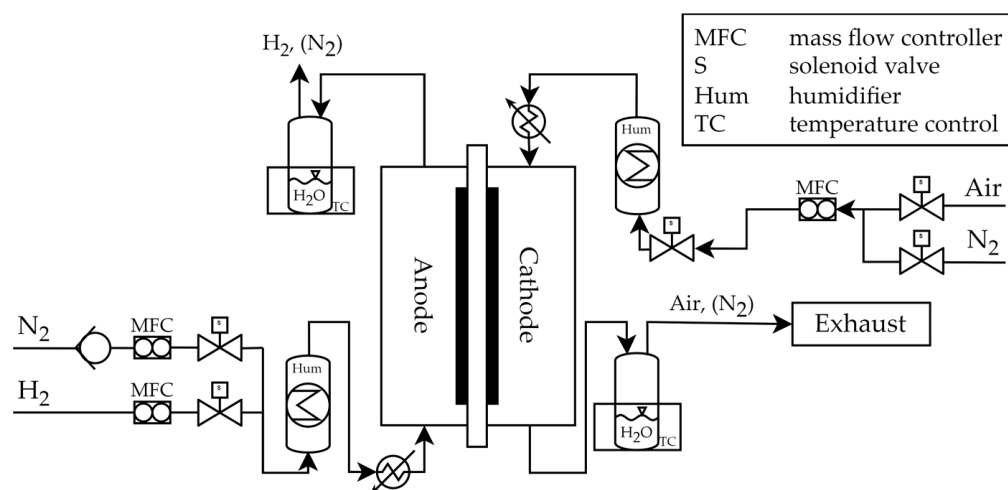 H2, (N2)
MFC mass flow controller
S solenoid valve
Hum humidifier
TC temperature control
Hum
H2O
TC
MFC
S
Air
S
S
N2
Anode
Cathode
Air, (N2)
Exhaust
N2
MFC
S
Hum
H2
MFC
S
H2O
TC